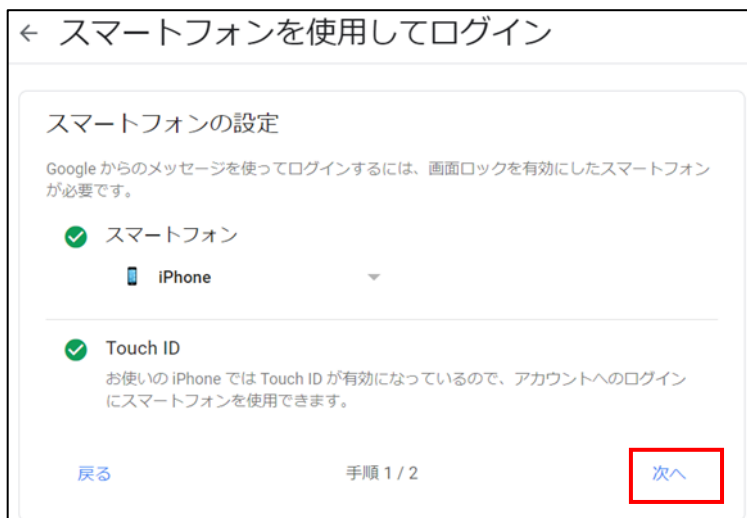 ← スマートフォンを使用してログイン
スマートフォンの設定
Google からのメッセージを使ってログインするには、画面ロックを有効にしたスマートフォン
が必要です。
スマートフォン
iPhone
Touch ID
お使いの iPhone では Touch ID が有効になっているので、アカウントへのログイン
にスマートフォンを使用できます。
戻る 手順 1 / 2 次へ